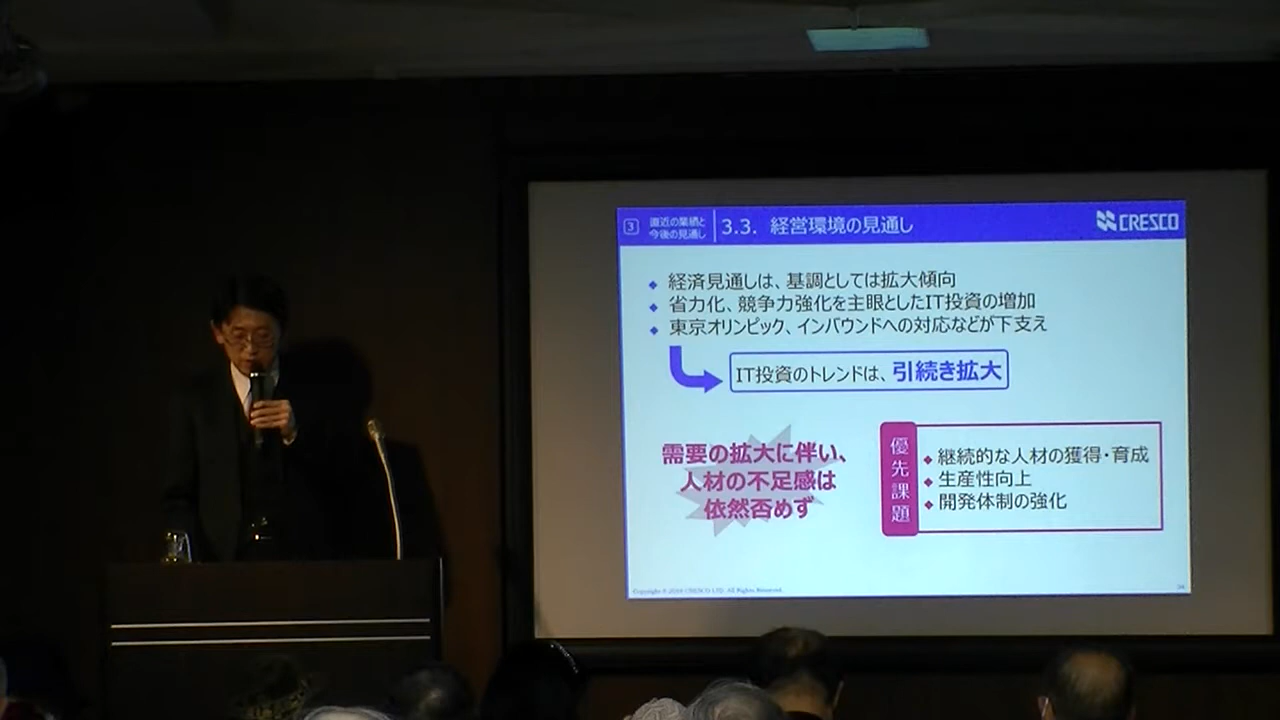 3
直近の業績と
今後の見通し
3.3. 経営環境の見通し
CRESCO
経済見通しは、基調としては拡大傾向
省力化、競争力強化を主眼としたIT投資の増加
東京オリンピック、インバウンドへの対応などが下支え
IT投資のトレンドは、引続き拡大
需要の拡大に伴い、
人材の不足感は
依然否めず
優先課題
継続的な人材の獲得・育成
生産性向上
開発体制の強化
CRESCO LTD. All Rights Reserved.